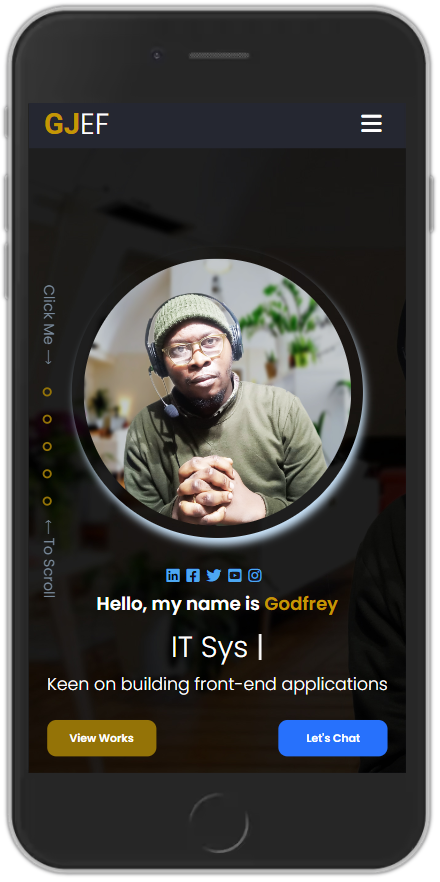 GJEF
Click Me →
← To Scroll
Hello, my name is Godfrey
IT Sys |
Keen on building front-end applications
View Works
Let's Chat